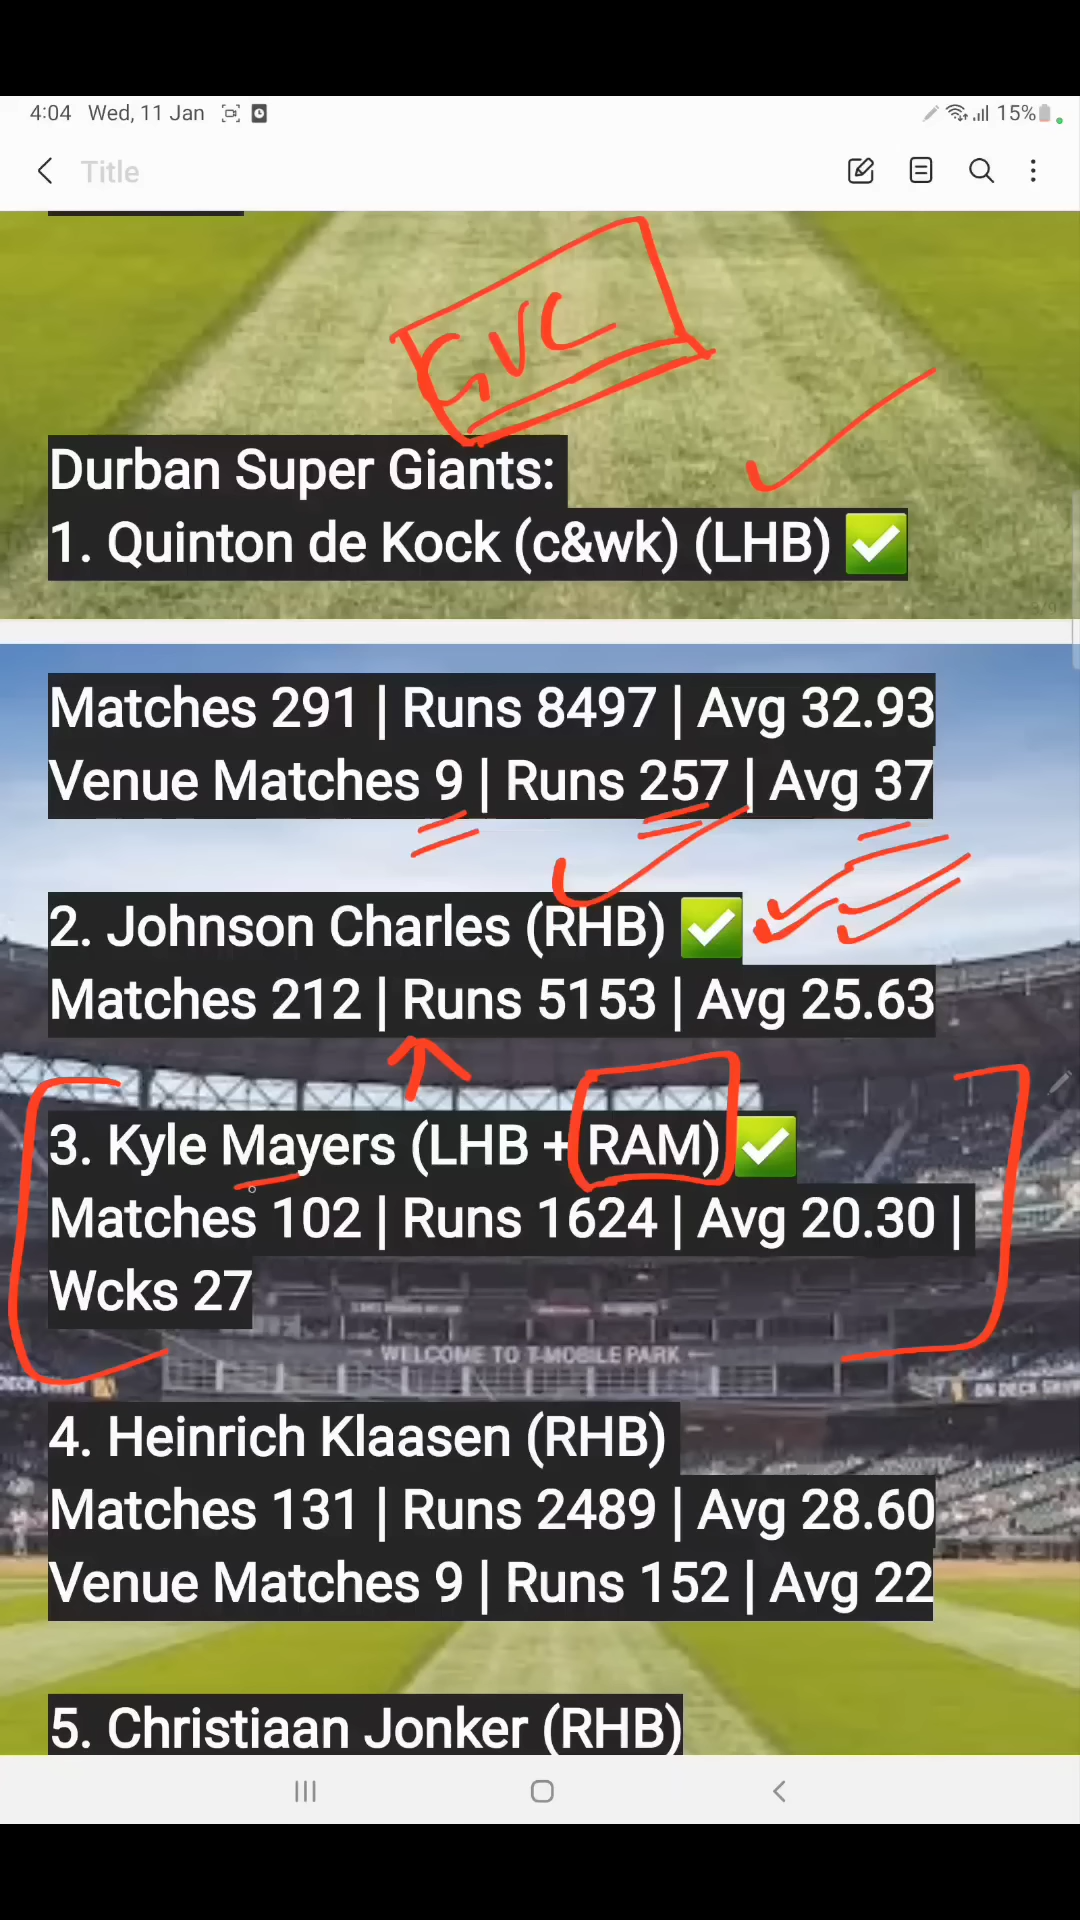 4:04 Wed, 11 Jan 15%
Title
GVC
Durban Super Giants:
1. Quinton de Kock (c&wk) (LHB) ✅
Matches 291 | Runs 8497 | Avg 32.93
Venue Matches 9 | Runs 257 | Avg 37
2. Johnson Charles (RHB) ✅
Matches 212 | Runs 5153 | Avg 25.63
3. Kyle Mayers (LHB + RAM) ✅
Matches 102 | Runs 1624 | Avg 20.30 |
Wcks 27
WELCOME TO T-MOBILE PARK
4. Heinrich Klaasen (RHB)
Matches 131 | Runs 2489 | Avg 28.60
Venue Matches 9 | Runs 152 | Avg 22
5. Christiaan Jonker (RHB)